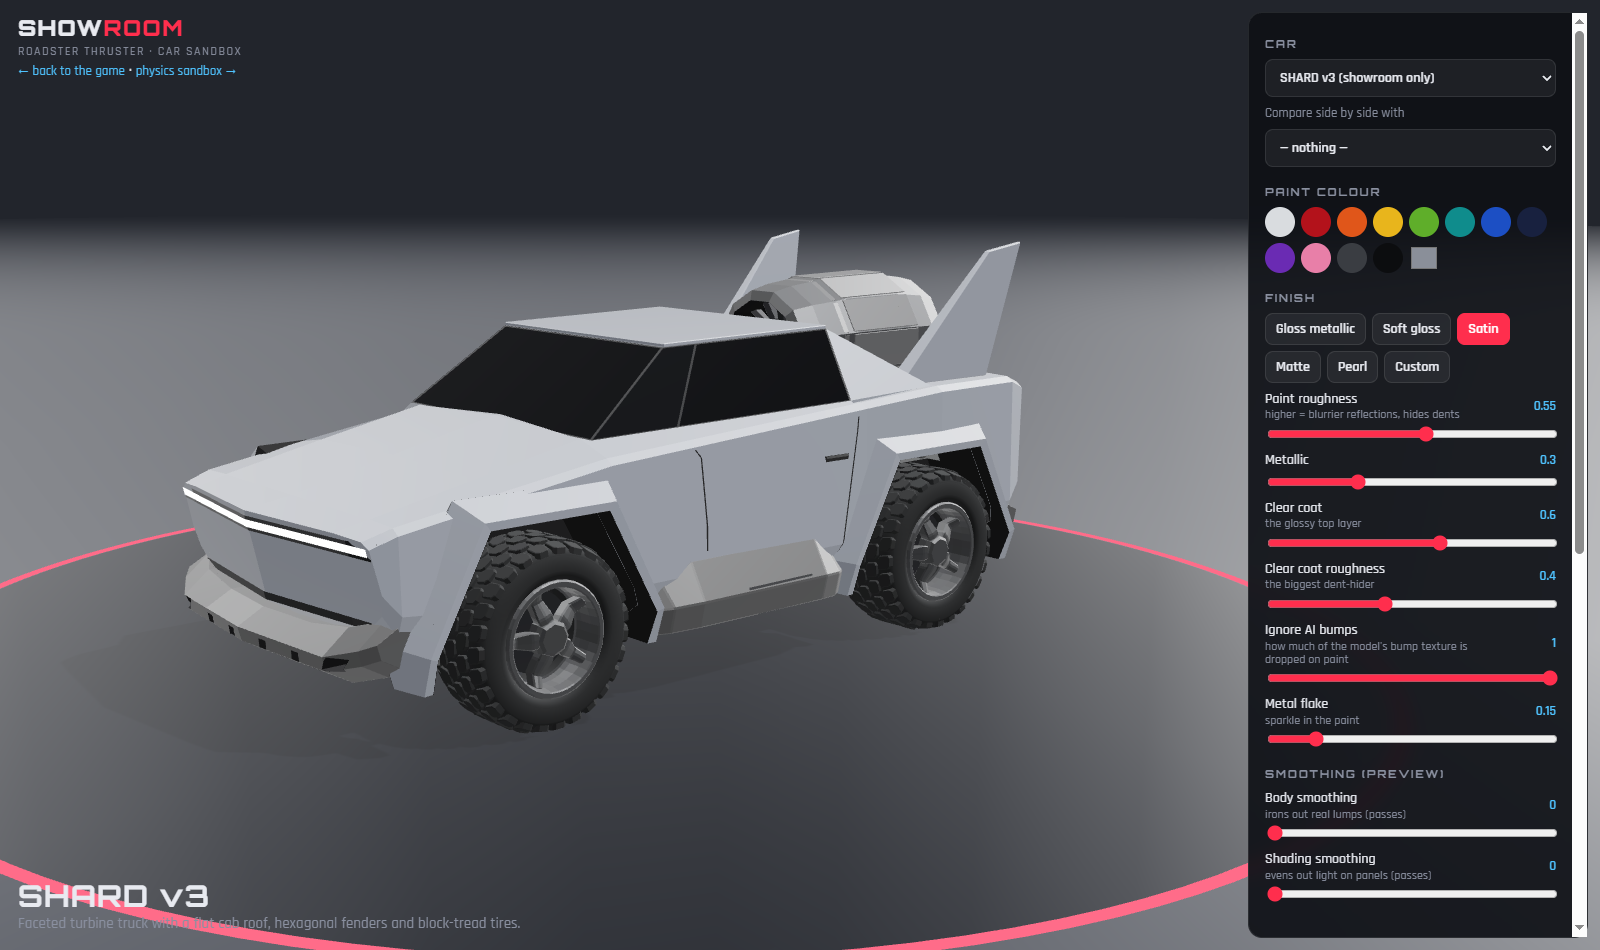 SHOWROOM
ROADSTER THRUSTER · CAR SANDBOX
← back to the game • physics sandbox →
CAR
SHARD v3 (showroom only)
Compare side by side with
— nothing —
PAINT COLOUR
FINISH
Gloss metallic
Soft gloss
Satin
Matte
Pearl
Custom
Paint roughness
higher = blurrier reflections, hides dents
0.55
Metallic
0.3
Clear coat
the glossy top layer
0.6
Clear coat roughness
the biggest dent-hider
0.4
Ignore AI bumps
how much of the model's bump texture is
dropped on paint
1
Metal flake
sparkle in the paint
0.15
SMOOTHING (PREVIEW)
Body smoothing
irons out real lumps (passes)
0
Shading smoothing
evens out light on panels (passes)
0
SHARD v3
Faceted turbine truck with a flat cab roof, hexagonal fenders and block-tread tires.